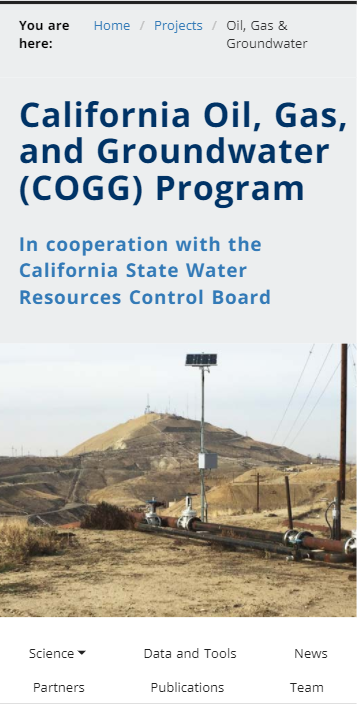 You are here: Home / Projects / Oil, Gas & Groundwater
California Oil, Gas,
and Groundwater
(COGG) Program
In cooperation with the
California State Water
Resources Control Board
Science Data and Tools News
Partners Publications Team